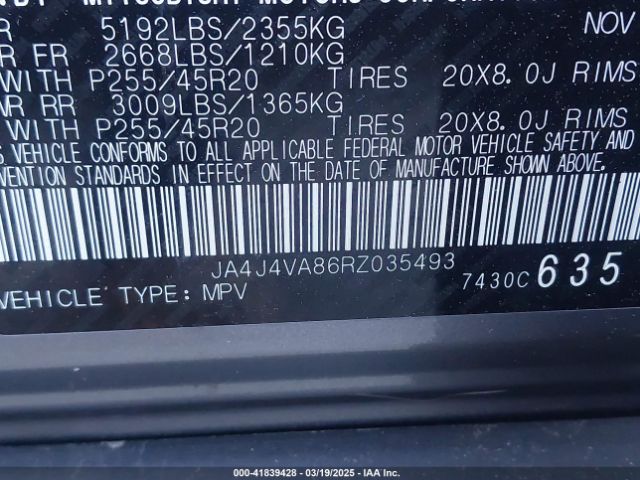 MITSUBISHI MOTORS
R 5192LBS/2355KG NOV
R FR 2668LBS/1210KG
WITH P255/45R20 TIRES 20X8.0J RIMS
AR RR 3009LBS/1365KG
WITH P255/45R20 TIRES 20X8.0J RIMS
S VEHICLE CONFORMS TO ALL APPLICABLE FEDERAL MOTOR VEHICLE SAFETY AND
VENTION STANDARDS IN EFFECT ON THE DATE OF MANUFACTURE SHOWN ABOVE.
JA4J4VA86RZ035493
VEHICLE TYPE: MPV 7430C 635
000-41839428 - 03/19/2025 - IAA Inc.